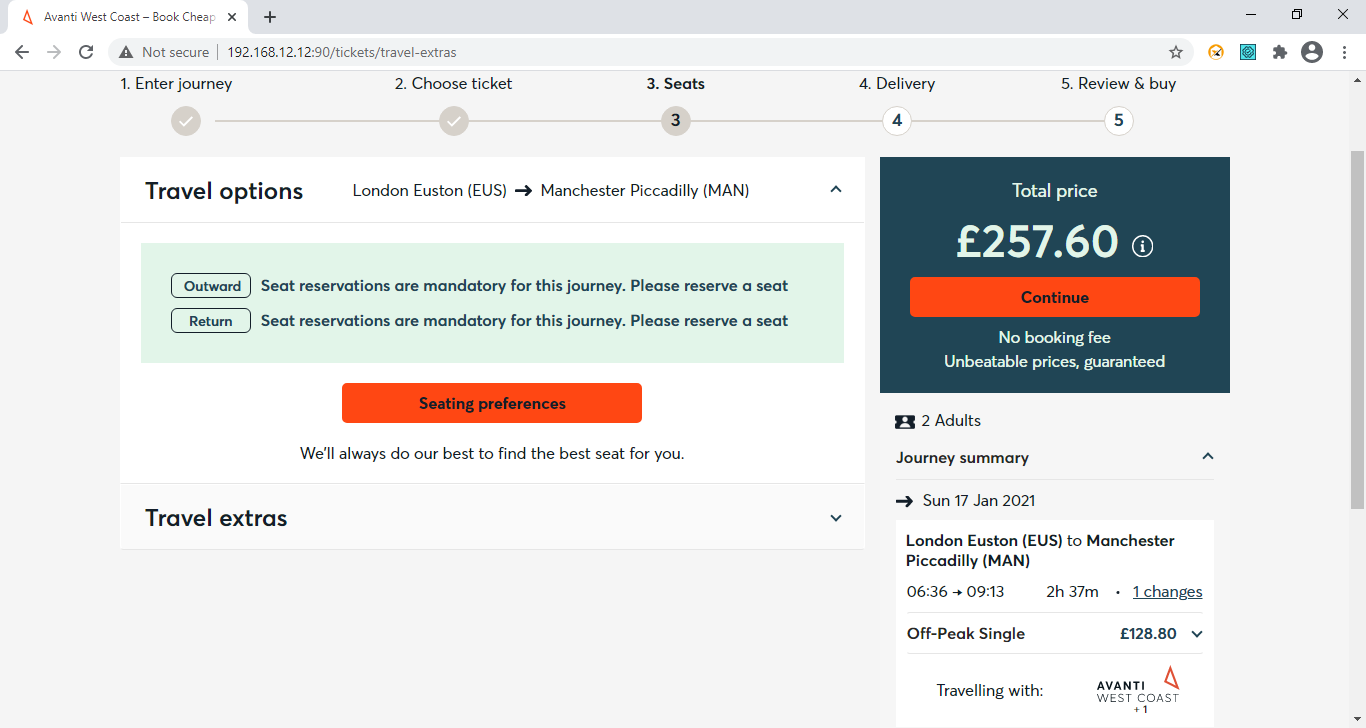 Avanti West Coast – Book Cheap
Not secure
192.168.12.12:90/tickets/travel-extras
1. Enter journey
2. Choose ticket
3. Seats
4. Delivery
5. Review & buy
3
4
5
Travel options
London Euston (EUS) → Manchester Piccadilly (MAN)
Outward Seat reservations are mandatory for this journey. Please reserve a seat
Return Seat reservations are mandatory for this journey. Please reserve a seat
Seating preferences
We'll always do our best to find the best seat for you.
Travel extras
Total price
£257.60
Continue
No booking fee
Unbeatable prices, guaranteed
2 Adults
Journey summary
→ Sun 17 Jan 2021
London Euston (EUS) to Manchester
Piccadilly (MAN)
06:36 → 09:13 2h 37m • 1 changes
Off-Peak Single £128.80
Travelling with:
AVANTI
WEST COAST
+ 1